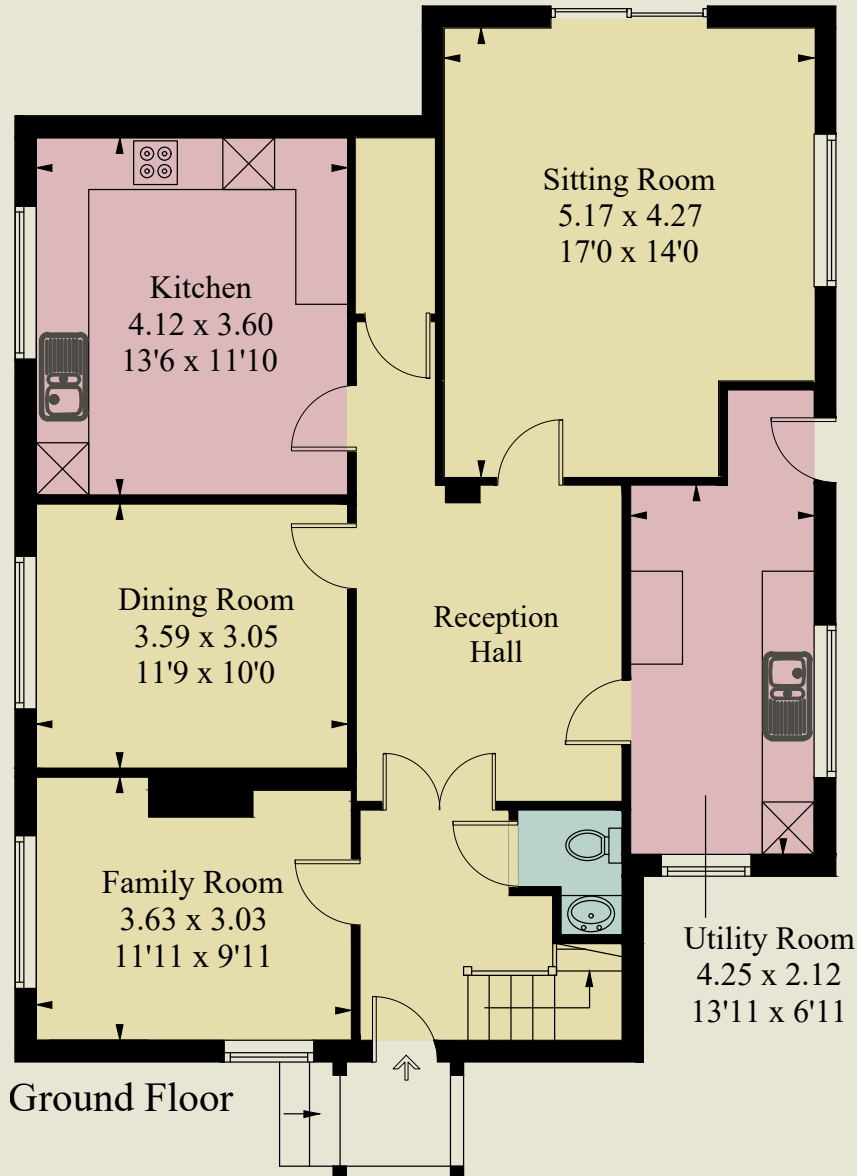 Sitting Room
5.17 x 4.27
17'0 x 14'0
Kitchen
4.12 x 3.60
13'6 x 11'10
Dining Room
3.59 x 3.05
11'9 x 10'0
Reception
Hall
Family Room
3.63 x 3.03
11'11 x 9'11
Utility Room
4.25 x 2.12
13'11 x 6'11
Ground Floor